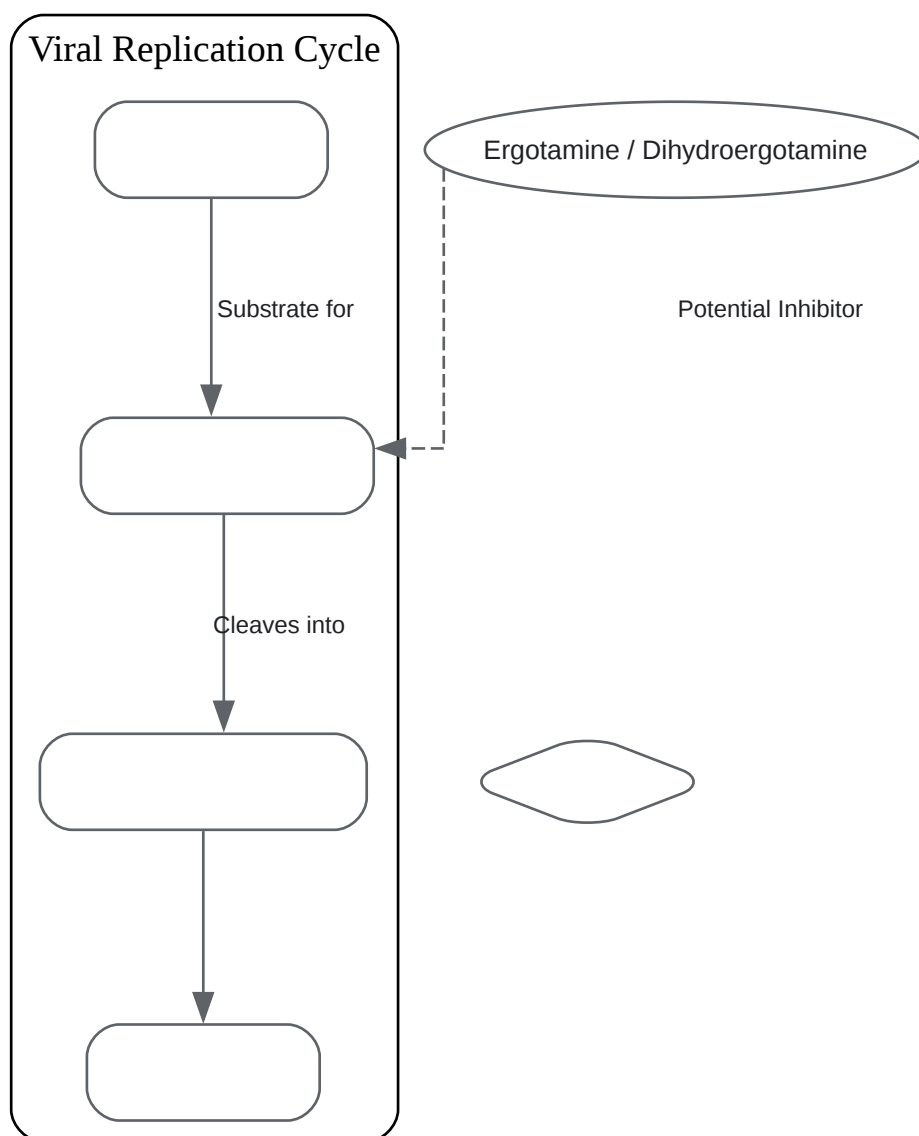 Viral Replication Cycle
Ergotamine / Dihydroergotamine
Substrate for
Potential Inhibitor
Cleaves into